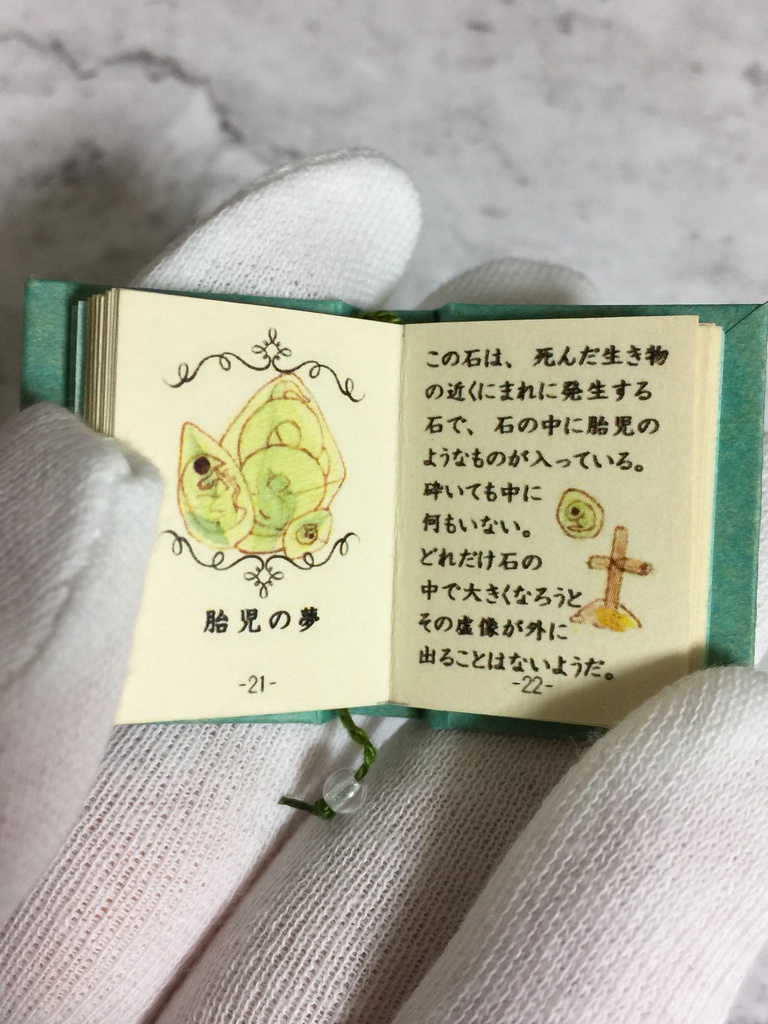 胎児の夢
-21-
この石は、死んだ生き物
の近くにまれに発生する
石で、石の中に胎児の
ようなものが入っている。
砕いても中に
何もいない。
どれだけ石の
中で大きくなろうと
その虚像が外に
出ることはないようだ。
-22-